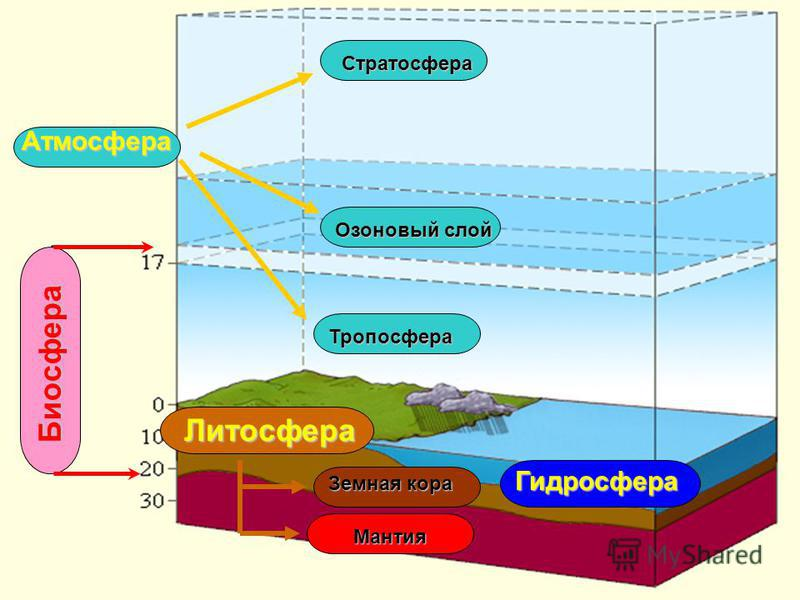 Стратосфера
Атмосфера
Озоновый слой
17
Биосфера
Тропосфера
0
10
Литосфера
20
Земная кора
Гидросфера
30
Мантия
MyShared